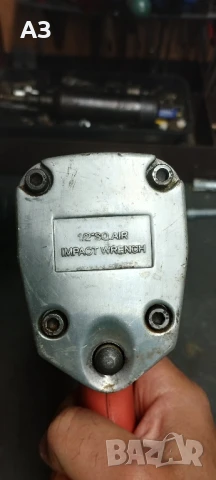 A3
1/2"SQ.AIR
IMPACT WRENCH
BAZAR